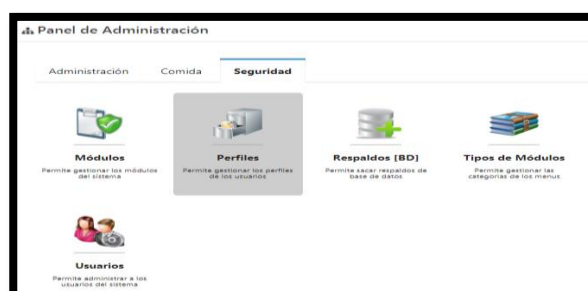 Panel de Administración
Administración Comida Seguridad
Módulos
Permite gestionar los módulos
del sistema
Perfiles
Permite gestionar los perfiles
de los usuarios
Respaldos [BD]
Permite sacar respaldos de
base de datos
Tipos de Módulos
Permite gestionar las
categorias de los menus
Usuarios
Permite administrar a los
usuarios del sistema